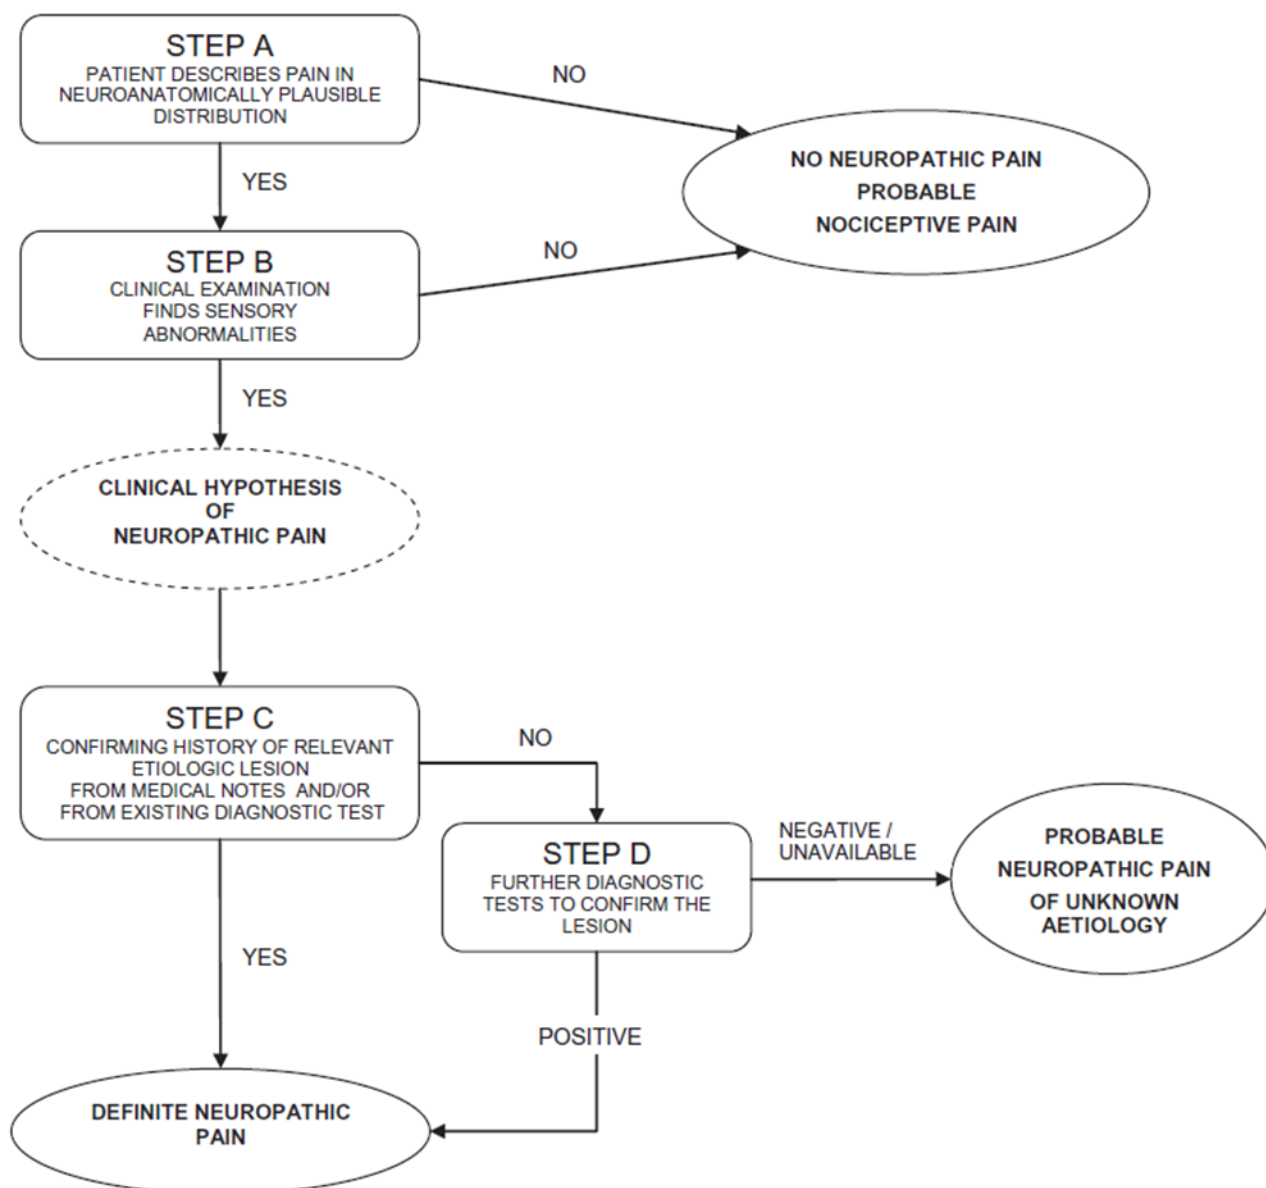 STEP A
PATIENT DESCRIBES PAIN IN
NEUROANATOMICALLY PLAUSIBLE
DISTRIBUTION
NO
NO NEUROPATHIC PAIN
PROBABLE
NOCICEPTIVE PAIN
YES
STEP B
CLINICAL EXAMINATION
FINDS SENSORY
ABNORMALITIES
NO
YES
CLINICAL HYPOTHESIS
OF
NEUROPATHIC PAIN
STEP C
CONFIRMING HISTORY OF RELEVANT
ETIOLOGIC LESION
FROM MEDICAL NOTES AND/OR
FROM EXISTING DIAGNOSTIC TEST
NO
STEP D
FURTHER DIAGNOSTIC
TESTS TO CONFIRM THE
LESION
NEGATIVE /
UNAVAILABLE
PROBABLE
NEUROPATHIC PAIN
OF UNKNOWN
AETIOLOGY
YES
POSITIVE
DEFINITE NEUROPATHIC
PAIN